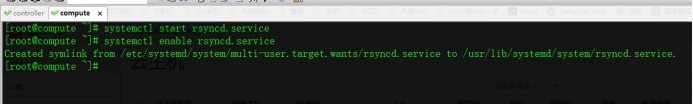 controller compute
[root@compute ~]# systemctl start rsyncd.service
[root@compute ~]# systemctl enable rsyncd.service
Created symlink from /etc/systemd/system/multi-user.target.wants/rsyncd.service to /usr/lib/systemd/system/rsyncd.service.
[root@compute ~]#